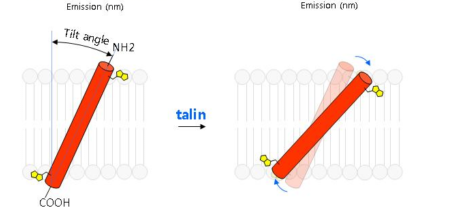 Emission (nm)
Emission (nm)
Tilt angle
NH2
talin
COOH